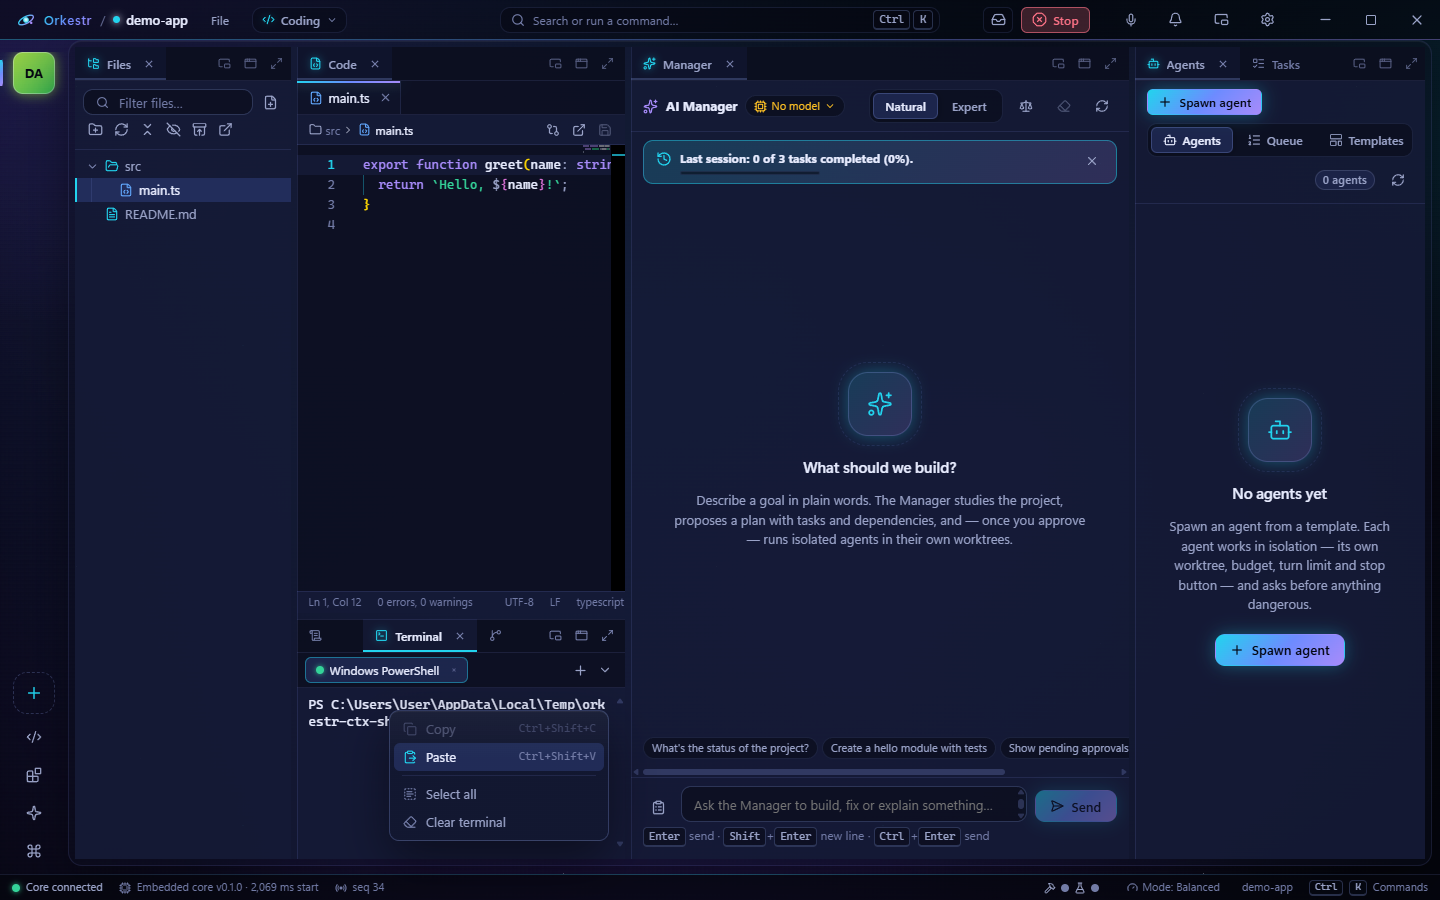 Orkestr / demo-app File Coding
Search or run a command... Ctrl K
Stop
DA
Files
Filter files...
src
main.ts
README.md
Code
main.ts
src > main.ts
1 export function greet(name: strin
2 return `Hello, ${name}!`;
3 }
4
Ln 1, Col 12 0 errors, 0 warnings UTF-8 LF typescript
Terminal
Windows PowerShell
PS C:\Users\User\AppData\Local\Temp\ork
estr-ctx-sh
Copy Ctrl+Shift+C
Paste Ctrl+Shift+V
Select all
Clear terminal
Manager
AI Manager No model Natural Expert
Last session: 0 of 3 tasks completed (0%).
What should we build?
Describe a goal in plain words. The Manager studies the project,
proposes a plan with tasks and dependencies, and — once you approve
— runs isolated agents in their own worktrees.
What's the status of the project? Create a hello module with tests Show pending approvals
Ask the Manager to build, fix or explain something...
Send
Enter send · Shift + Enter new line · Ctrl + Enter send
Agents Tasks
Spawn agent
Agents Queue Templates
0 agents
No agents yet
Spawn an agent from a template. Each
agent works in isolation — its own
worktree, budget, turn limit and stop
button — and asks before anything
dangerous.
Spawn agent
Core connected Embedded core v0.1.0 · 2,069 ms start seq 34
Mode: Balanced demo-app Ctrl K Commands